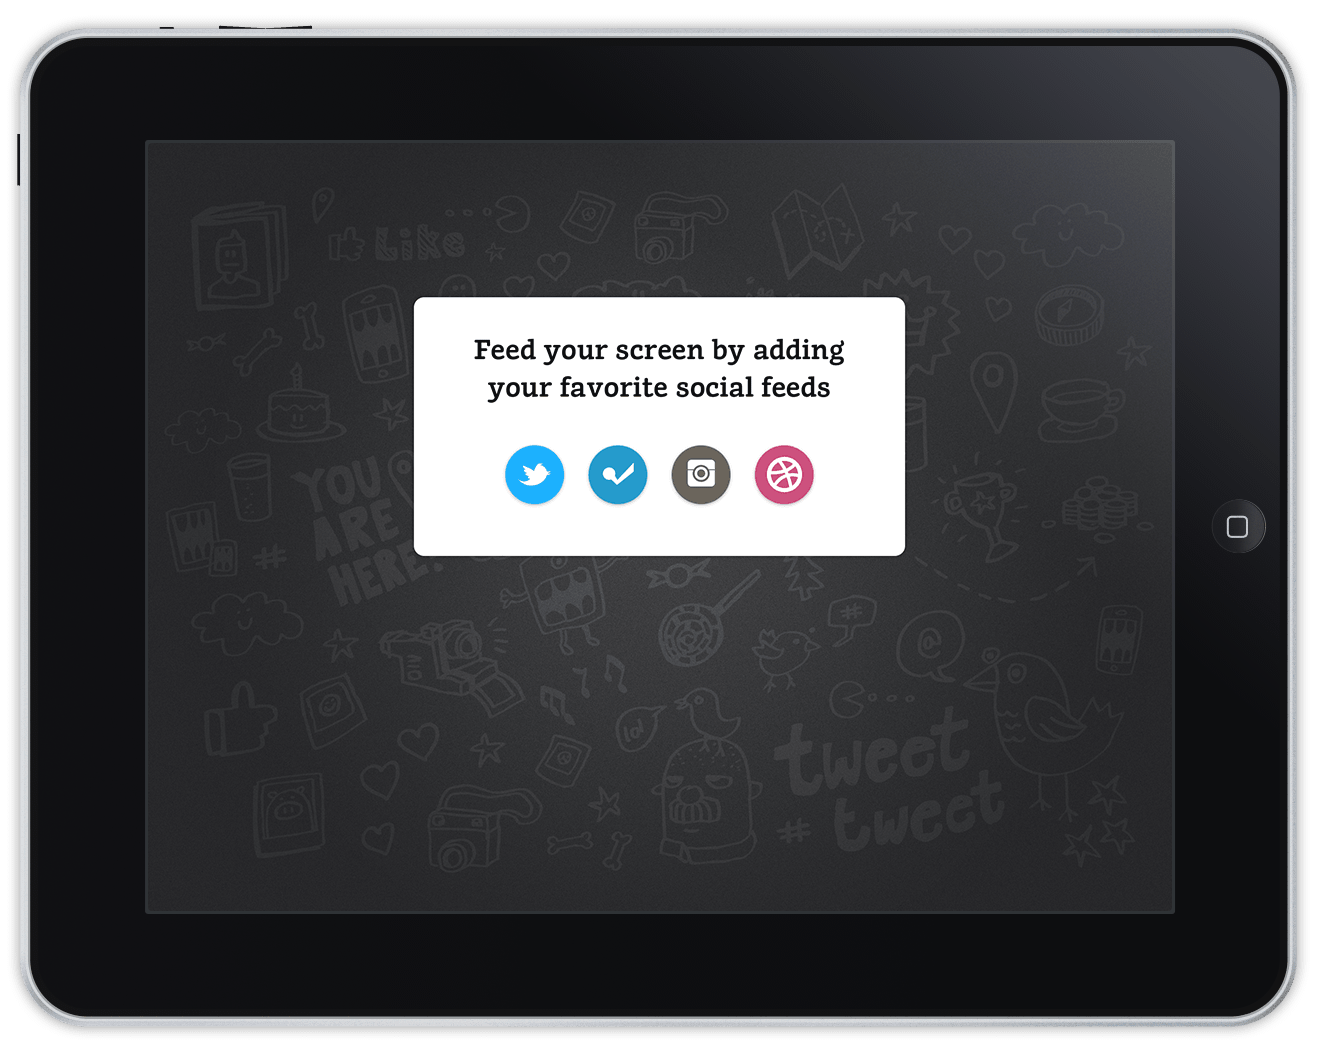 Like
Feed your screen by adding
your favorite social feeds
YOU
ARE
HERE!
#
#
@
lol
tweet
# tweet